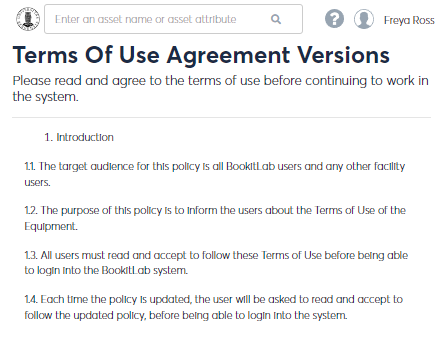 Enter an asset name or asset attribute
? Freya Ross
Terms Of Use Agreement Versions
Please read and agree to the terms of use before continuing to work in
the system.
1. Introduction
1.1. The target audience for this policy is all BookitLab users and any other facility
users.
1.2. The purpose of this policy is to inform the users about the Terms of Use of the
Equipment.
1.3. All users must read and accept to follow these Terms of Use before being able
to login into the BookitLab system.
1.4. Each time the policy is updated, the user will be asked to read and accept to
follow the updated policy, before being able to login into the system.